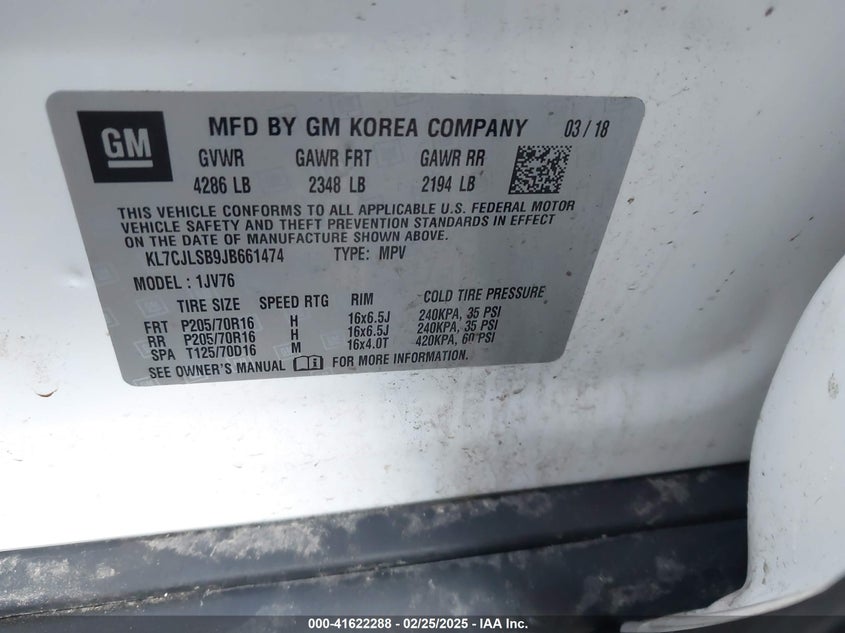 GM
MFD BY GM KOREA COMPANY 03/18
GVWR GAWR FRT GAWR RR
4286 LB 2348 LB 2194 LB
THIS VEHICLE CONFORMS TO ALL APPLICABLE U.S. FEDERAL MOTOR
VEHICLE SAFETY AND THEFT PREVENTION STANDARDS IN EFFECT
ON THE DATE OF MANUFACTURE SHOWN ABOVE.
KL7CJLSB9JB661474 TYPE: MPV
MODEL : 1JV76
TIRE SIZE SPEED RTG RIM COLD TIRE PRESSURE
FRT P205/70R16 H 16x6.5J 240KPA, 35 PSI
RR P205/70R16 H 16x6.5J 240KPA, 35 PSI
SPA T125/70D16 M 16x4.0T 420KPA, 60 PSI
SEE OWNER'S MANUAL FOR MORE INFORMATION.
000-41622288 - 02/25/2025 - IAA Inc.